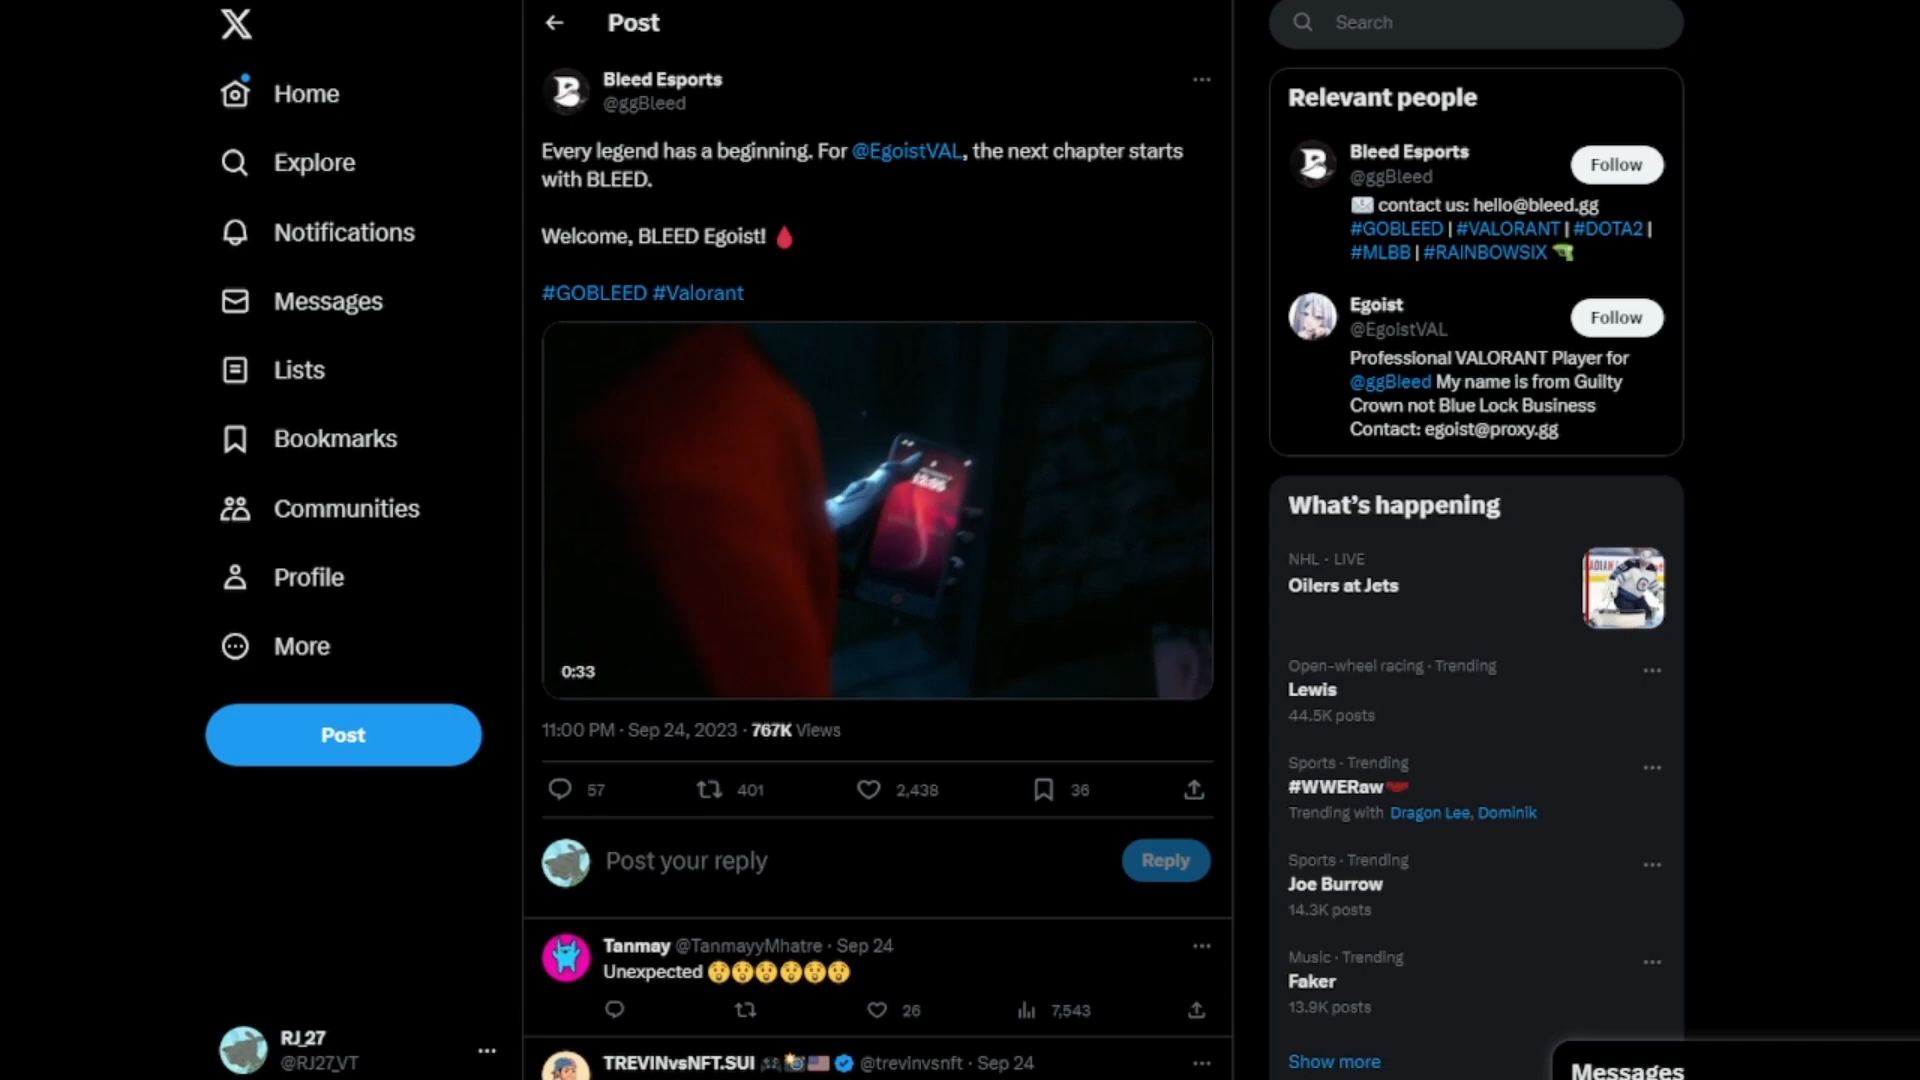 Home
Explore
Notifications
Messages
Lists
Bookmarks
Communities
Profile
More
Post
RJ_27
@RJ27_VT
Post
Bleed Esports
@ggBleed
Every legend has a beginning. For @EgoistVAL, the next chapter starts
with BLEED.
Welcome, BLEED Egoist! 🩸
#GOBLEED #Valorant
12:05
0:33
11:00 PM · Sep 24, 2023 · 767K Views
57
401
2,438
36
Post your reply
Reply
Tanmay @TanmayyMhatre · Sep 24
Unexpected 😲😲😲😲😲😲
26
7,543
TREVINvsNFT.SUI @trevinvsnft · Sep 24
Search
Relevant people
Bleed Esports
@ggBleed
Follow
📨 contact us: hello@bleed.gg
#GOBLEED | #VALORANT | #DOTA2 |
#MLBB | #RAINBOWSIX 🔫
Egoist
@EgoistVAL
Follow
Professional VALORANT Player for
@ggBleed My name is from Guilty
Crown not Blue Lock Business
Contact: egoist@proxy.gg
What's happening
NHL · LIVE
Oilers at Jets
Open-wheel racing · Trending
Lewis
44.5K posts
Sports · Trending
#WWERaw
Trending with Dragon Lee, Dominik
Sports · Trending
Joe Burrow
14.3K posts
Music · Trending
Faker
13.9K posts
Show more
Messages